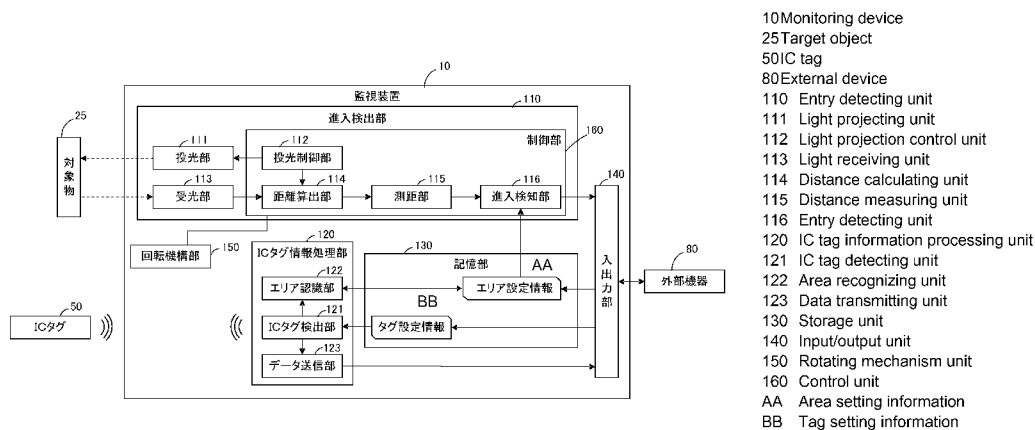 10
監視装置
110
進入検出部
160
制御部
25
対象物
111
投光部
112
投光制御部
113
受光部
114
距離算出部
115
測距部
116
進入検知部
140
入出力部
150
回転機構部
120
ICタグ情報処理部
122
エリア認識部
121
ICタグ検出部
123
データ送信部
130
記憶部
AA
エリア設定情報
BB
タグ設定情報
80
外部機器
50
ICタグ
10Monitoring device
25Target object
50IC tag
80External device
110 Entry detecting unit
111 Light projecting unit
112 Light projection control unit
113 Light receiving unit
114 Distance calculating unit
115 Distance measuring unit
116 Entry detecting unit
120 IC tag information processing unit
121 IC tag detecting unit
122 Area recognizing unit
123 Data transmitting unit
130 Storage unit
140 Input/output unit
150 Rotating mechanism unit
160 Control unit
AA Area setting information
BB Tag setting information